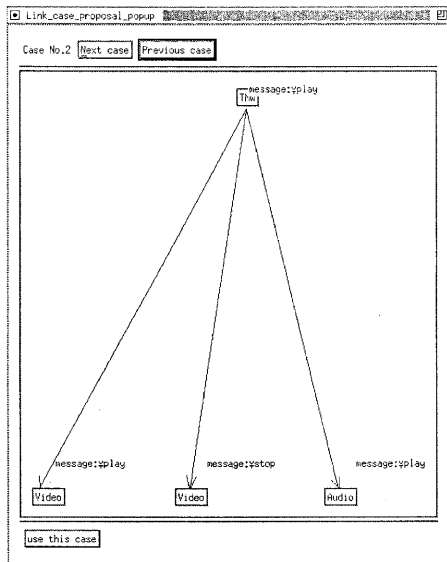 Link_case_proposal_popup
Case No.2 Next case Previous case
message:¥play
Thw
message:¥play message:¥stop message:¥play
Video Video Audio
use this case